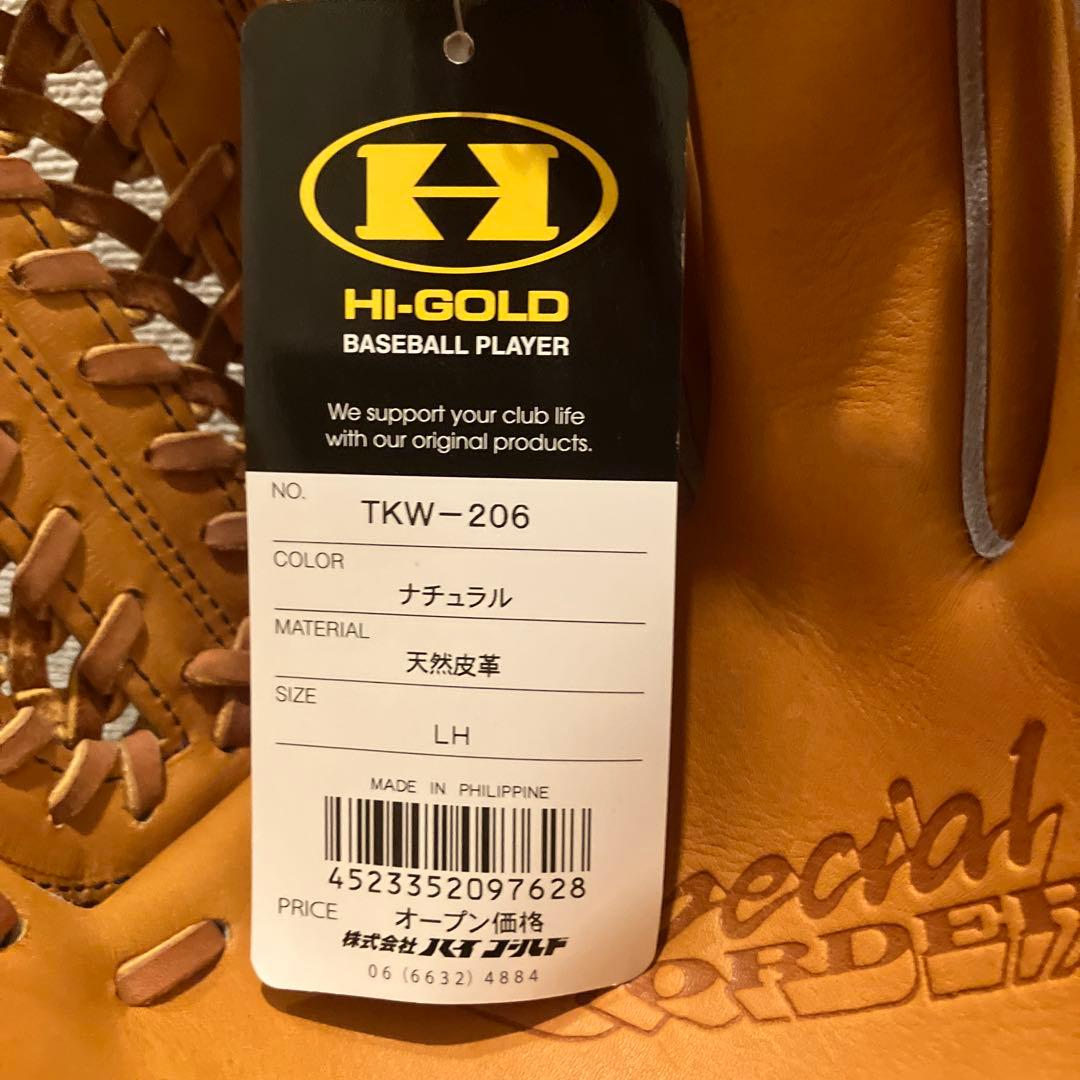 H
HI-GOLD
BASEBALL PLAYER
We support your club life
with our original products.
NO.
TKW-206
COLOR
ナチュラル
MATERIAL
天然皮革
SIZE
LH
MADE IN PHILIPPINE
4523352097628
PRICE
オープン価格
株式会社ハイゴールド
06 (6632) 4884
Special
ORDER